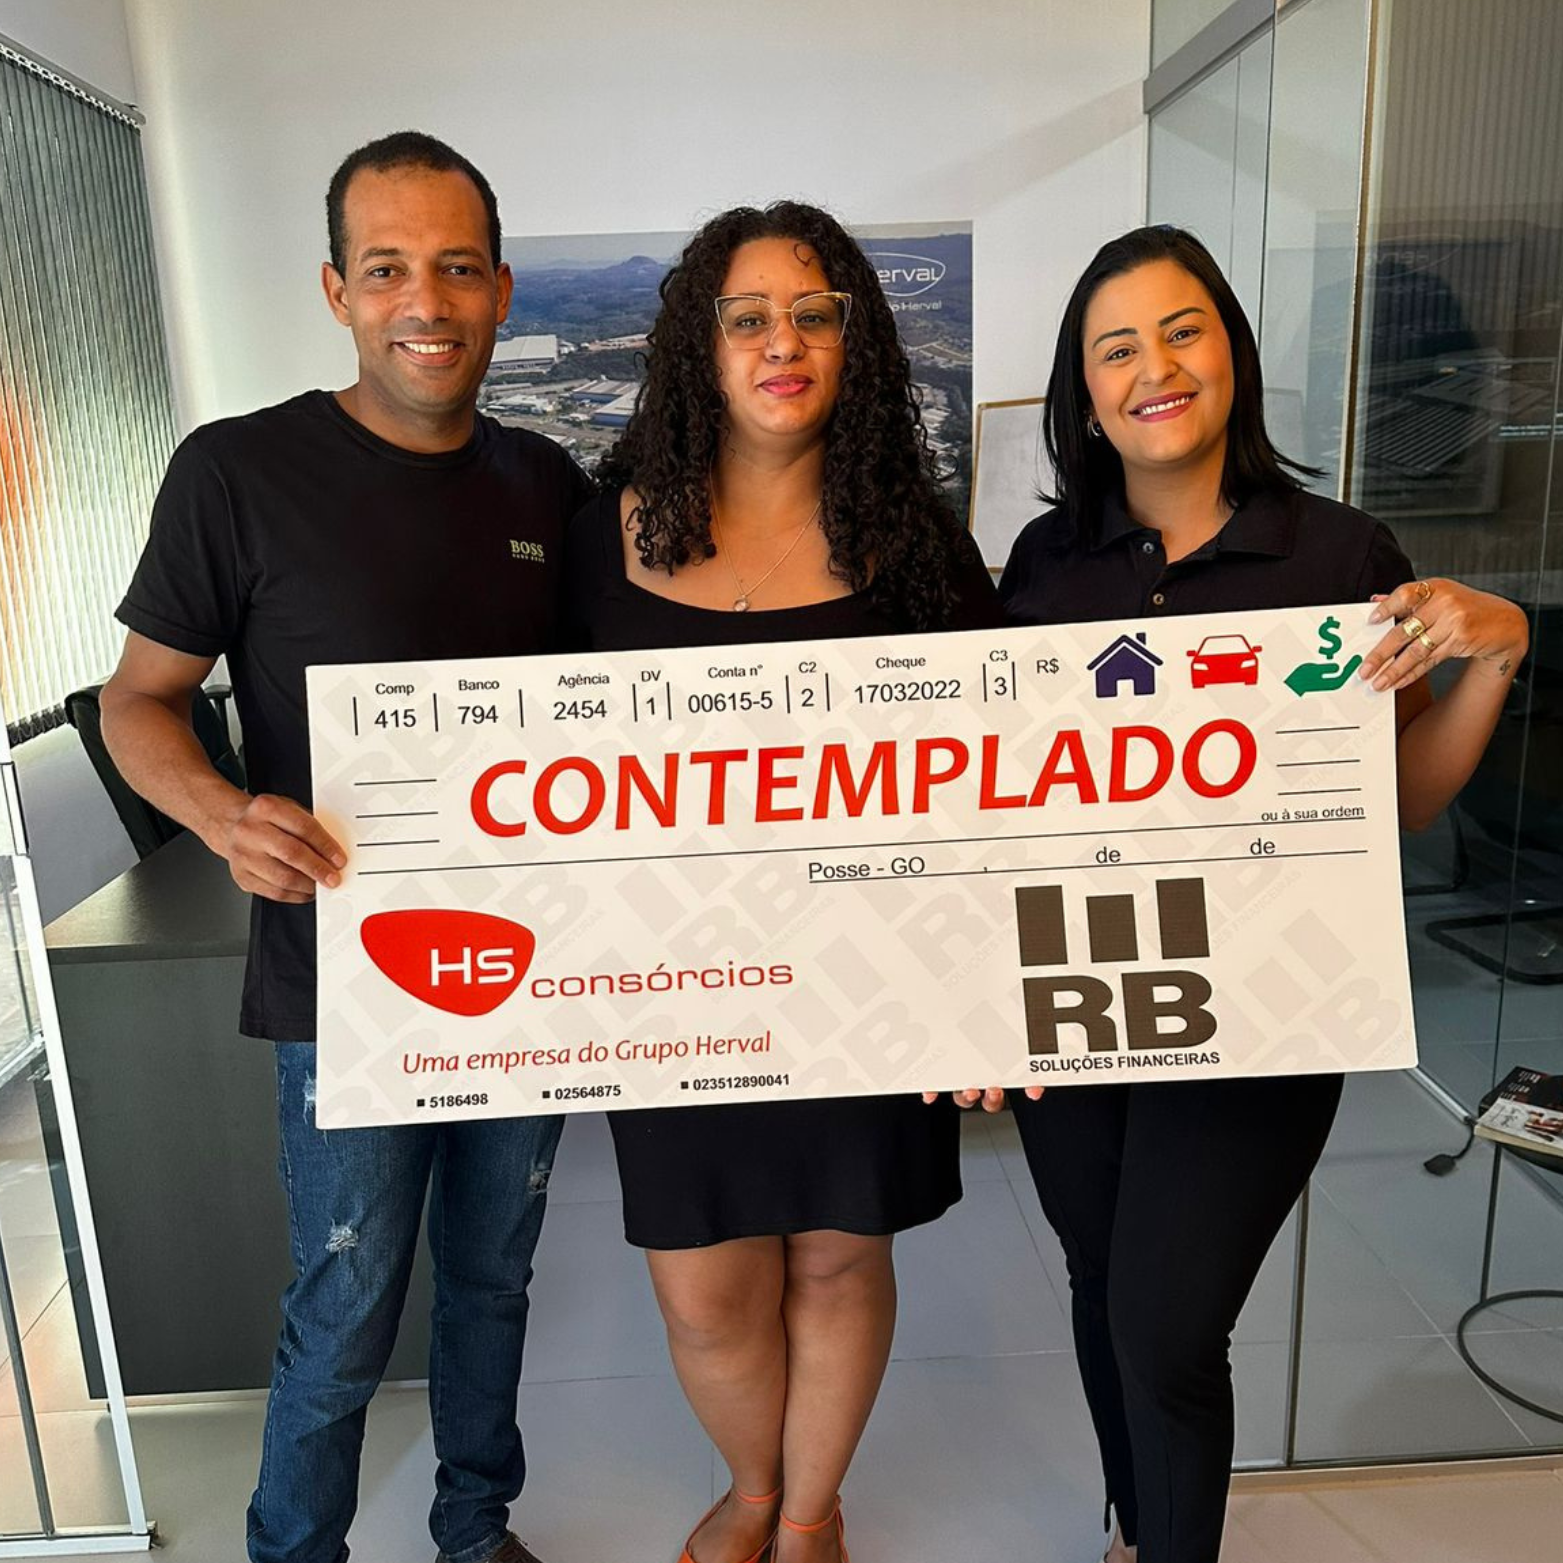 erval
o Herval
BOSS
Comp Banco Agência DV Conta nº C2 Cheque C3 R$
415 794 2454 1 00615-5 2 17032022 3
CONTEMPLADO
ou à sua ordem
Posse - GO , de de
HS consórcios
Uma empresa do Grupo Herval
5186498 02564875 023512890041
RB
SOLUÇÕES FINANCEIRAS